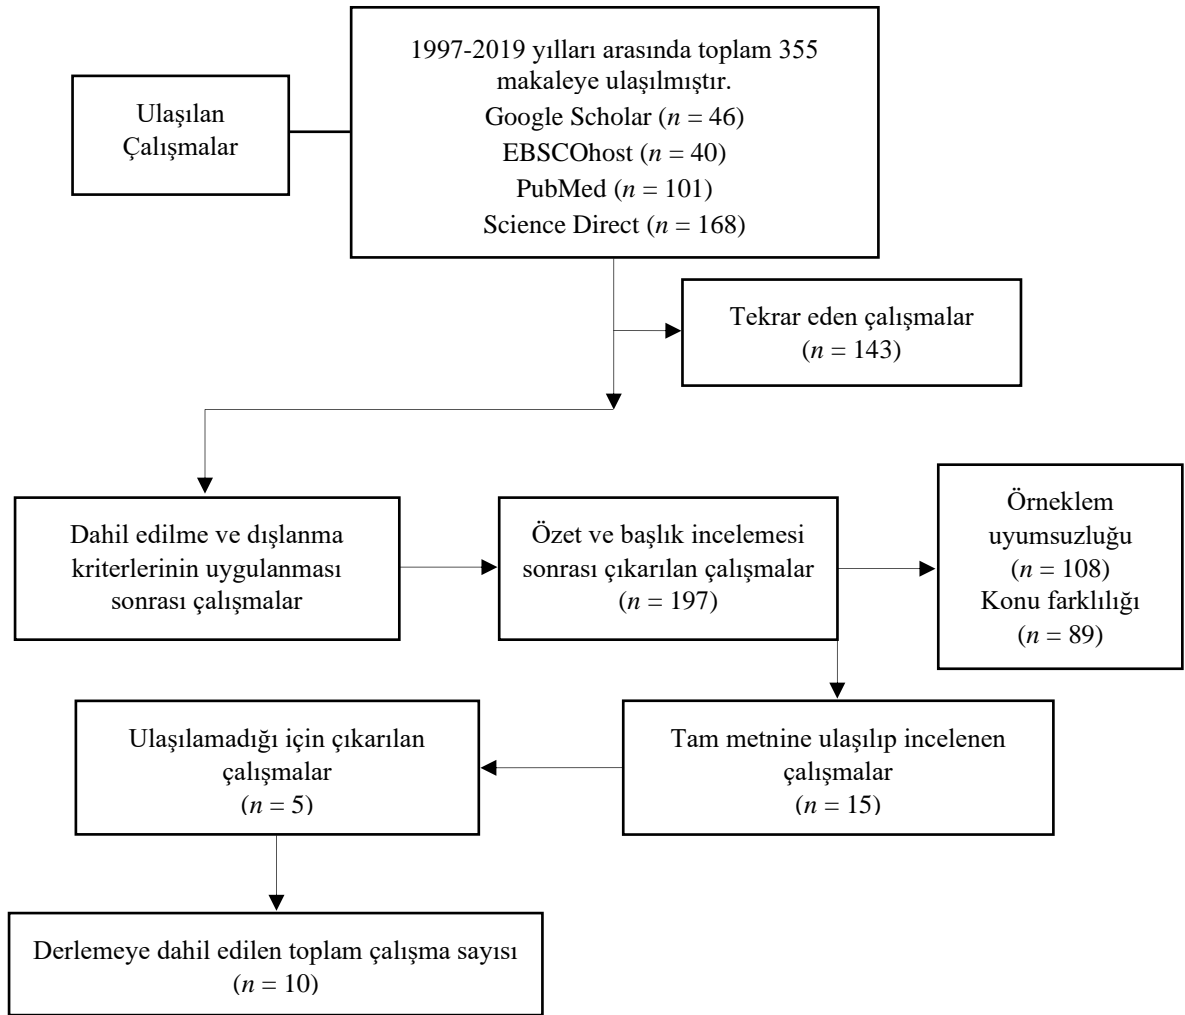 1997-2019 yılları arasında toplam 355
makaleye ulaşılmıştır.
Google Scholar (n = 46)
EBSCOhost (n = 40)
PubMed (n = 101)
Science Direct (n = 168)
Ulaşılan
Çalışmalar
Tekrar eden çalışmalar
(n = 143)
Dahil edilme ve dışlanma
kriterlerinin uygulanması
sonrası çalışmalar
Özet ve başlık incelemesi
sonrası çıkarılan çalışmalar
(n = 197)
Örneklem
uyumsuzluğu
(n = 108)
Konu farklılığı
(n = 89)
Ulaşılamadığı için çıkarılan
çalışmalar
(n = 5)
Tam metnine ulaşılıp incelenen
çalışmalar
(n = 15)
Derlemeye dahil edilen toplam çalışma sayısı
(n = 10)